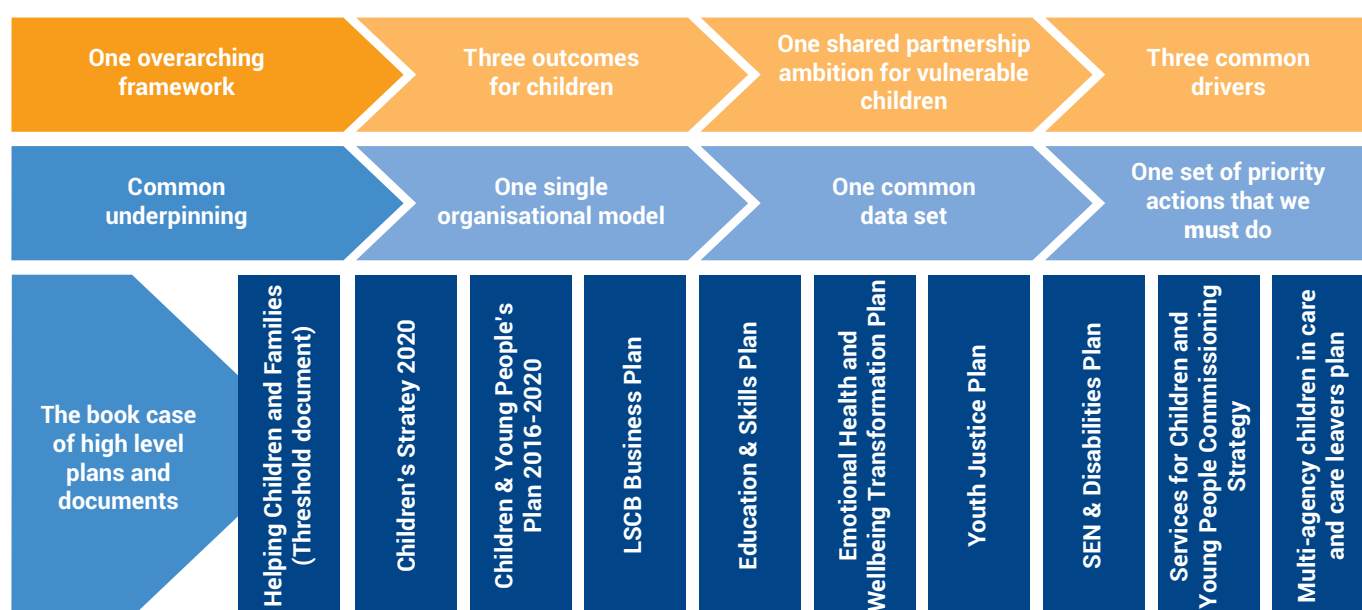 One overarching
framework
Three outcomes
for children
One shared partnership
ambition for vulnerable
children
Three common
drivers
Common
underpinning
One single
organisational model
One common
data set
One set of priority
actions that we
must do
The book case
of high level
plans and
documents
Helping Children and Families
(Threshold document)
Children's Stratey 2020
Children & Young People's
Plan 2016-2020
LSCB Business Plan
Education & Skills Plan
Emotional Health and
Wellbeing Transformation Plan
Youth Justice Plan
SEN & Disabilities Plan
Services for Children and
Young People Commissioning
Strategy
Multi-agency children in care
and care leavers plan